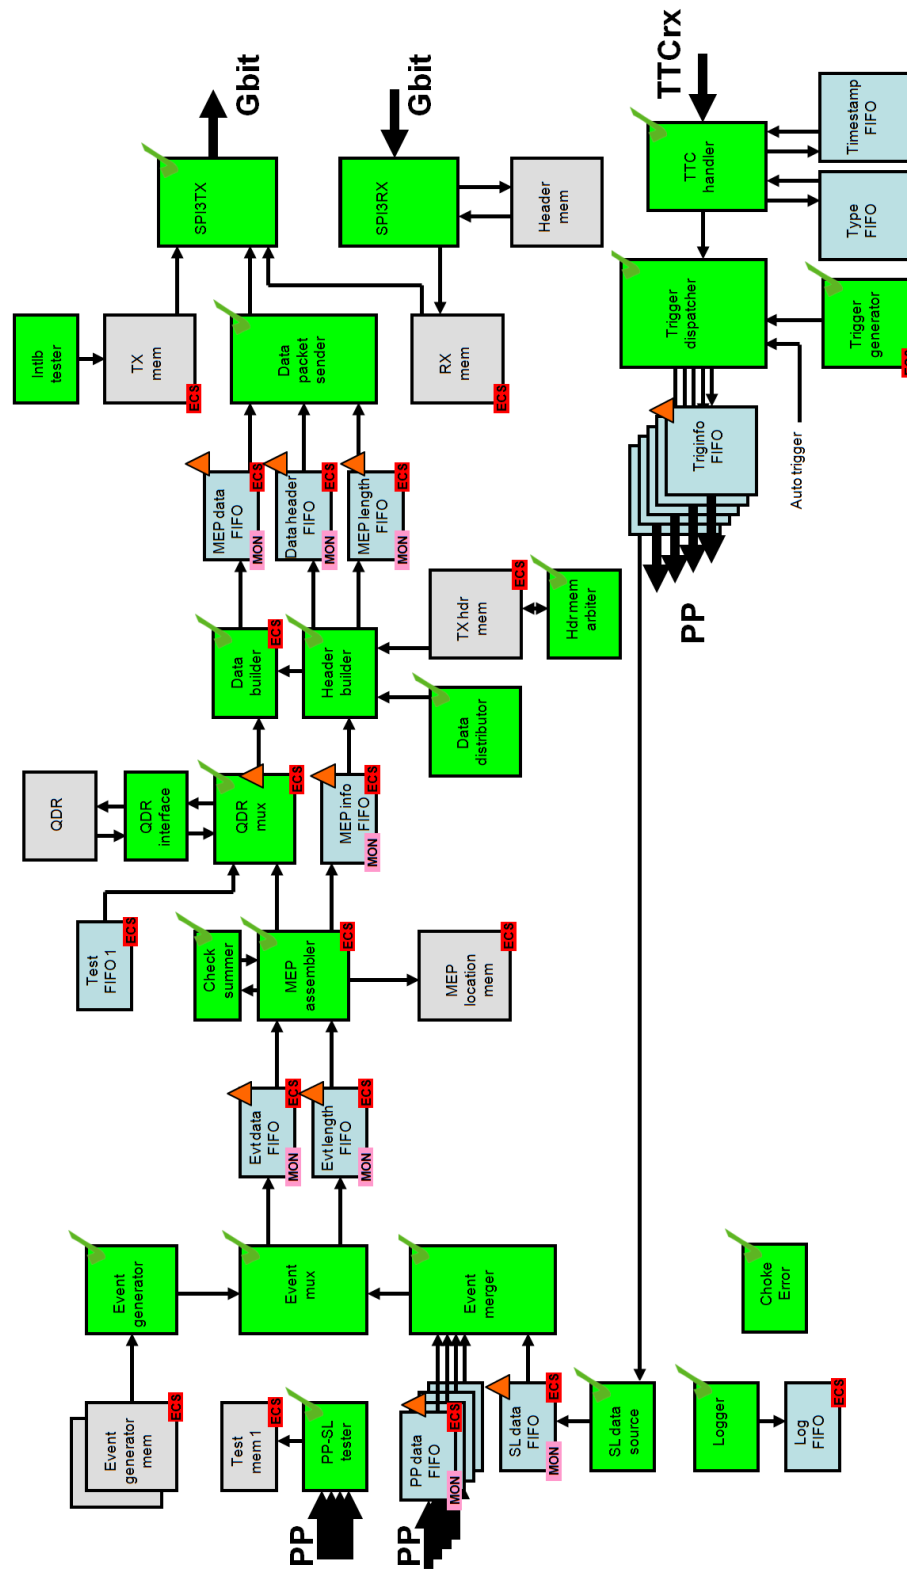 Event
generator
mem
ECS
Event
generator
Test
FIFO 1
ECS
QDR
QDR
interface
Intlb
tester
TX
mem
ECS
PP
Test
mem 1
ECS
PP-SL
tester
Event
mux
Evt data
FIFO
MON
ECS
Evt length
FIFO
MON
ECS
Check
summer
MEP
assembler
ECS
QDR
mux
ECS
MEP info
FIFO
MON
ECS
Data
builder
ECS
Header
builder
MEP data
FIFO
MON
ECS
Data header
FIFO
MON
ECS
MEP length
FIFO
MON
ECS
Data
packet
sender
SPI3TX
Gbit
PP
PP data
FIFO
MON
ECS
SL data
FIFO
MON
ECS
Event
merger
MEP
location
mem
ECS
Data
distributor
TX hdr
mem
ECS
Hdr mem
arbiter
RX
mem
ECS
SPI3RX
Gbit
Header
mem
SL data
source
PP
Triginfo
FIFO
Trigger
dispatcher
TTC
handler
TTCrx
Logger
Log
FIFO
ECS
Choke
Error
Auto trigger
Trigger
generator
ECS
Type
FIFO
Timestamp
FIFO